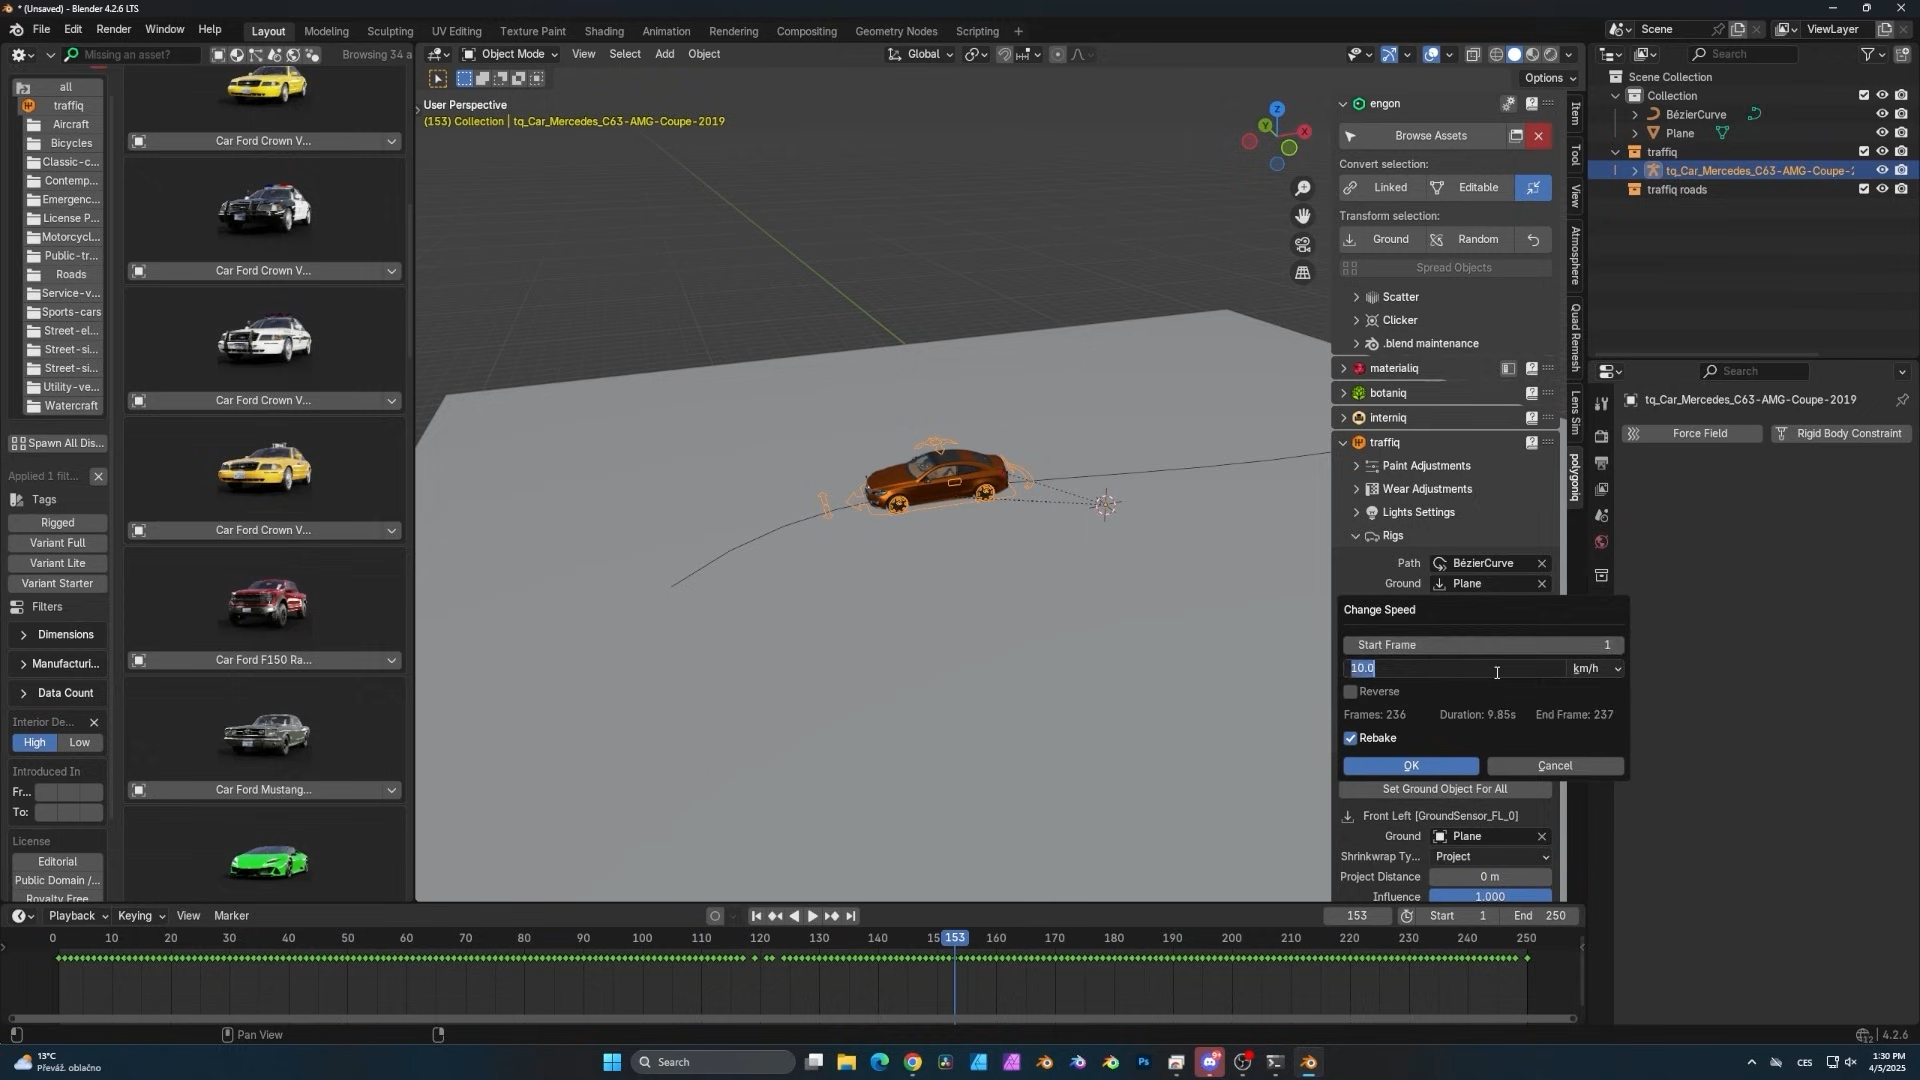 * (Unsaved) - Blender 4.2.6 LTS
File Edit Render Window Help
Layout Modeling Sculpting UV Editing Texture Paint Shading Animation Rendering Compositing Geometry Nodes Scripting
Scene
ViewLayer
Missing an asset?
Browsing 34 a
Object Mode View Select Add Object
Global
Options
Search
all
traffiq
Aircraft
Bicycles
Classic-c...
Contemp...
Emergenc...
License P...
Motorcycl...
Public-tr...
Roads
Service-v...
Sports-cars
Street-el...
Street-si...
Street-si...
Utility-ve...
Watercraft
Spawn All Dis...
Applied 1 filt...
Tags
Rigged
Variant Full
Variant Lite
Variant Starter
Filters
Dimensions
Manufacturi...
Data Count
Interior De...
High Low
Introduced In
Fr...
To:
License
Editorial
Public Domain /...
Royalty Free
Car Ford Crown V...
Car Ford Crown V...
Car Ford Crown V...
Car Ford Crown V...
Car Ford F150 Ra...
Car Ford Mustang...
User Perspective
(153) Collection | tq_Car_Mercedes_C63-AMG-Coupe-2019
Z
Y
X
engon
Browse Assets
Convert selection:
Linked Editable
Transform selection:
Ground Random
Spread Objects
Scatter
Clicker
.blend maintenance
materialiq
botaniq
interniq
traffiq
Paint Adjustments
Wear Adjustments
Lights Settings
Rigs
Path BézierCurve
Ground Plane
Change Speed
Start Frame 1
10.0 km/h
Reverse
Frames: 236 Duration: 9.85s End Frame: 237
Rebake
OK Cancel
Set Ground Object For All
Front Left [GroundSensor_FL_0]
Ground Plane
Shrinkwrap Ty... Project
Project Distance 0 m
Influence 1.000
Item
Tool
View
Atmosphere
Quad Remesh
Lens Sim
polygoniq
Scene Collection
Collection
BézierCurve
Plane
traffiq
tq_Car_Mercedes_C63-AMG-Coupe-2
traffiq roads
Search
tq_Car_Mercedes_C63-AMG-Coupe-2019
Force Field Rigid Body Constraint
Playback Keying View Marker
153 Start 1 End 250
0 10 20 30 40 50 60 70 80 90 100 110 120 130 140 15 153 160 170 180 190 200 210 220 230 240 250
Pan View
4.2.6
13°C
Převáž. oblačno
Search
Ps
CES
1:30 PM
4/5/2025